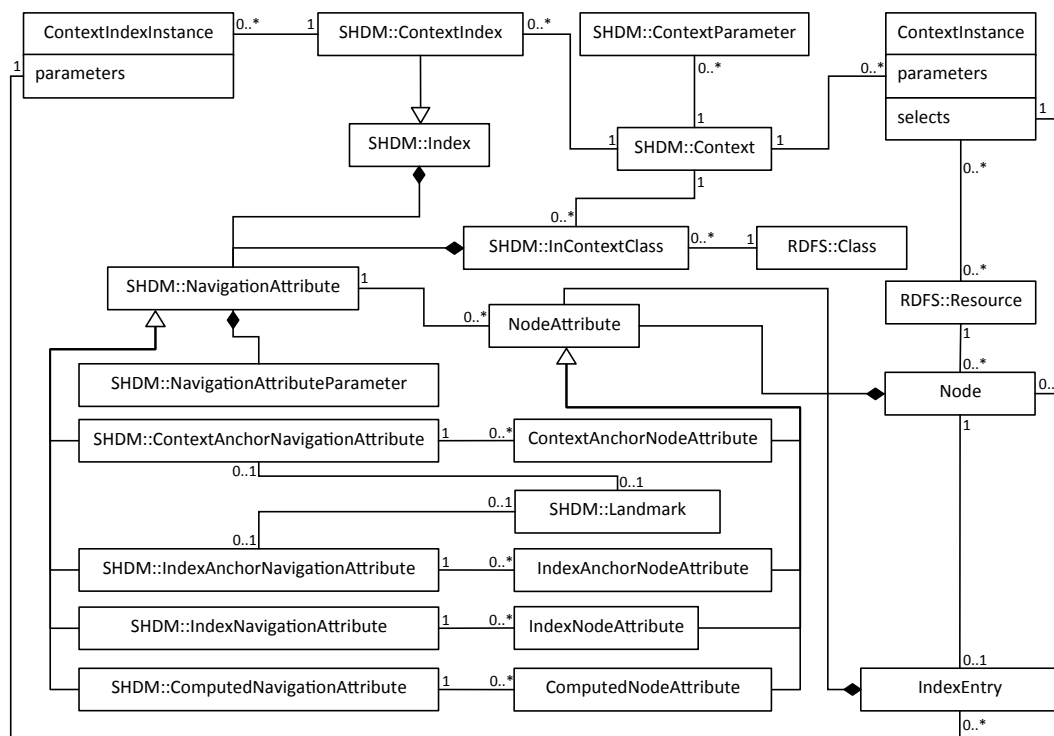 ContextIndexInstance
parameters
0..*
1
SHDM::ContextIndex
0..*
SHDM::ContextParameter
ContextInstance
parameters
selects
1
0..*
0..*
1
1
SHDM::Index
1
SHDM::Context
1
1
0..*
0..*
SHDM::InContextClass
0..*
1
RDFS::Class
SHDM::NavigationAttribute
1
0..*
NodeAttribute
0..*
RDFS::Resource
1
0..*
SHDM::NavigationAttributeParameter
Node
0..
1
SHDM::ContextAnchorNavigationAttribute
1
0..*
ContextAnchorNodeAttribute
0..1
0..1
SHDM::Landmark
0..1
0..1
SHDM::IndexAnchorNavigationAttribute
1
0..*
IndexAnchorNodeAttribute
SHDM::IndexNavigationAttribute
1
0..*
IndexNodeAttribute
0..1
SHDM::ComputedNavigationAttribute
1
0..*
ComputedNodeAttribute
IndexEntry
0..*